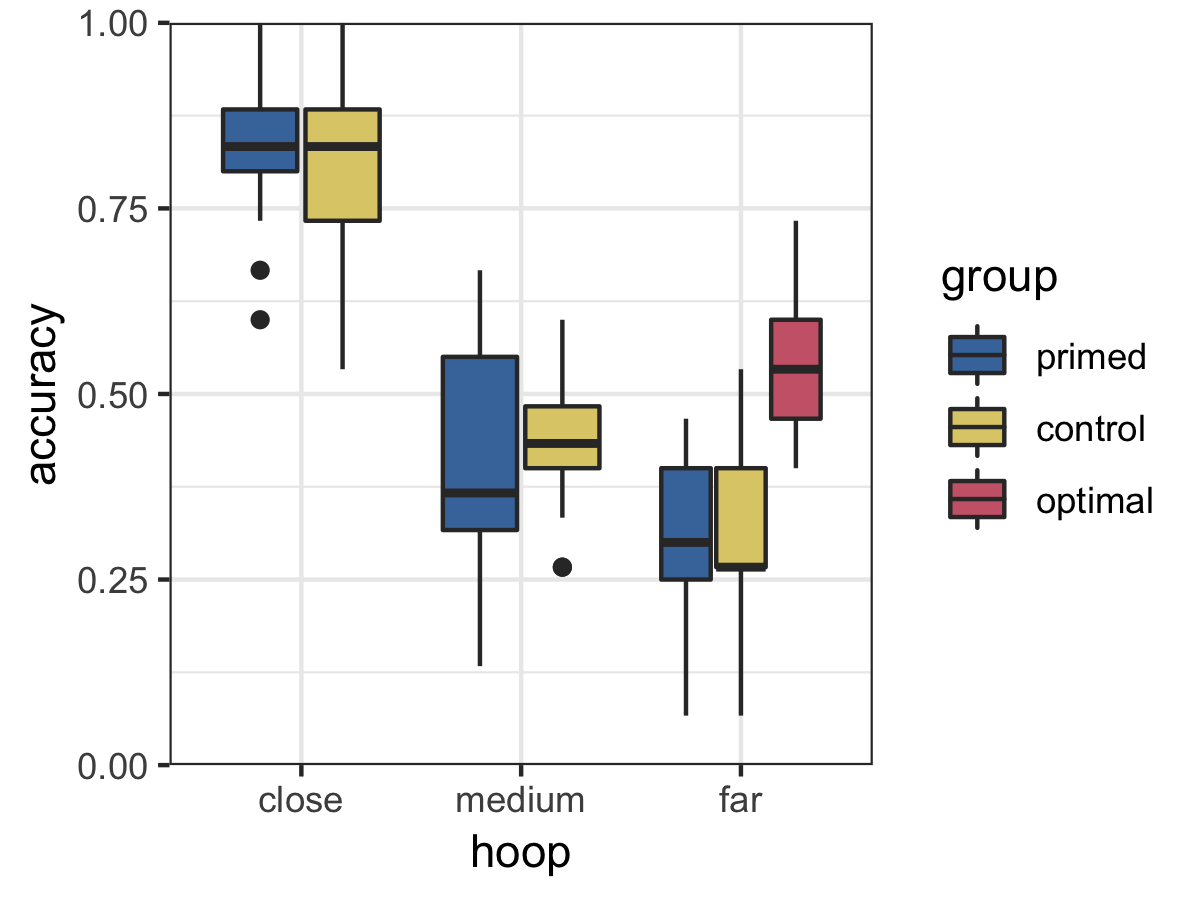 accuracy
1.00
0.75
0.50
0.25
0.00
close medium far
hoop
group
primed
control
optimal